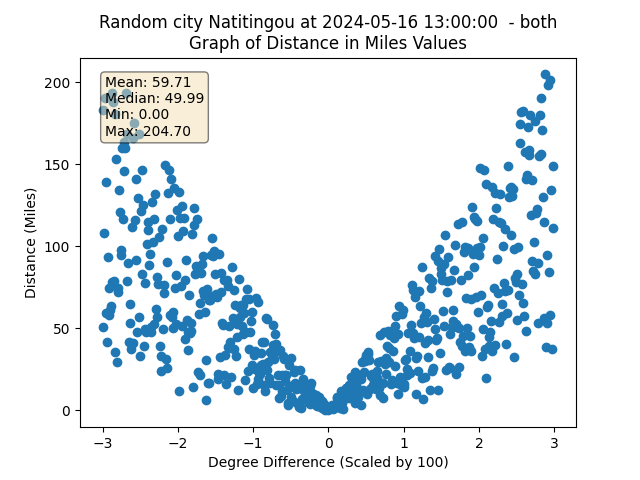 Random city Natitingou at 2024-05-16 13:00:00  - both
Graph of Distance in Miles Values
Mean: 59.71
Median: 49.99
Min: 0.00
Max: 204.70
Distance (Miles)
200
150
100
50
0
−3
−2
−1
0
1
2
3
Degree Difference (Scaled by 100)